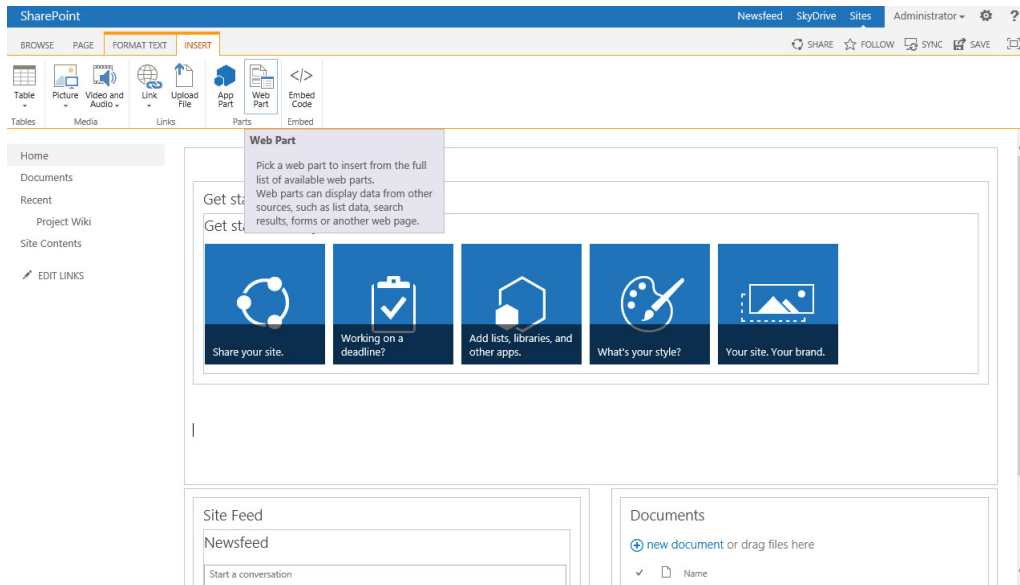 SharePoint
Newsfeed SkyDrive Sites Administrator ?
BROWSE PAGE FORMAT TEXT INSERT
SHARE FOLLOW SYNC SAVE
Table Picture Video and Audio Link Upload File App Part Web Part </> Embed Code
Tables Media Links Parts Embed
Web Part
Pick a web part to insert from the full
list of available web parts.
Web parts can display data from other
sources, such as list data, search
results, forms or another web page.
Home
Documents
Recent
Project Wiki
Site Contents
EDIT LINKS
Get
Get
Share your site.
Working on a
deadline?
Add lists, libraries, and
other apps.
What's your style?
Your site. Your brand.
Site Feed
Newsfeed
Start a conversation
Documents
new document or drag files here
Name